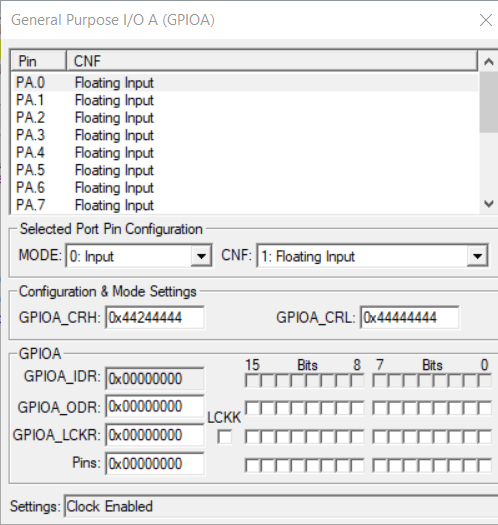 General Purpose I/O A (GPIOA)
Pin CNF
PA.0 Floating Input
PA.1 Floating Input
PA.2 Floating Input
PA.3 Floating Input
PA.4 Floating Input
PA.5 Floating Input
PA.6 Floating Input
PA.7 Floating Input
Selected Port Pin Configuration
MODE: 0: Input CNF: 1: Floating Input
Configuration & Mode Settings
GPIOA_CRH: 0x44244444 GPIOA_CRL: 0x44444444
GPIOA
15 Bits 8 7 Bits 0
GPIOA_IDR: 0x00000000
GPIOA_ODR: 0x00000000
LCKK
GPIOA_LCKR: 0x00000000
Pins: 0x00000000
Settings: Clock Enabled